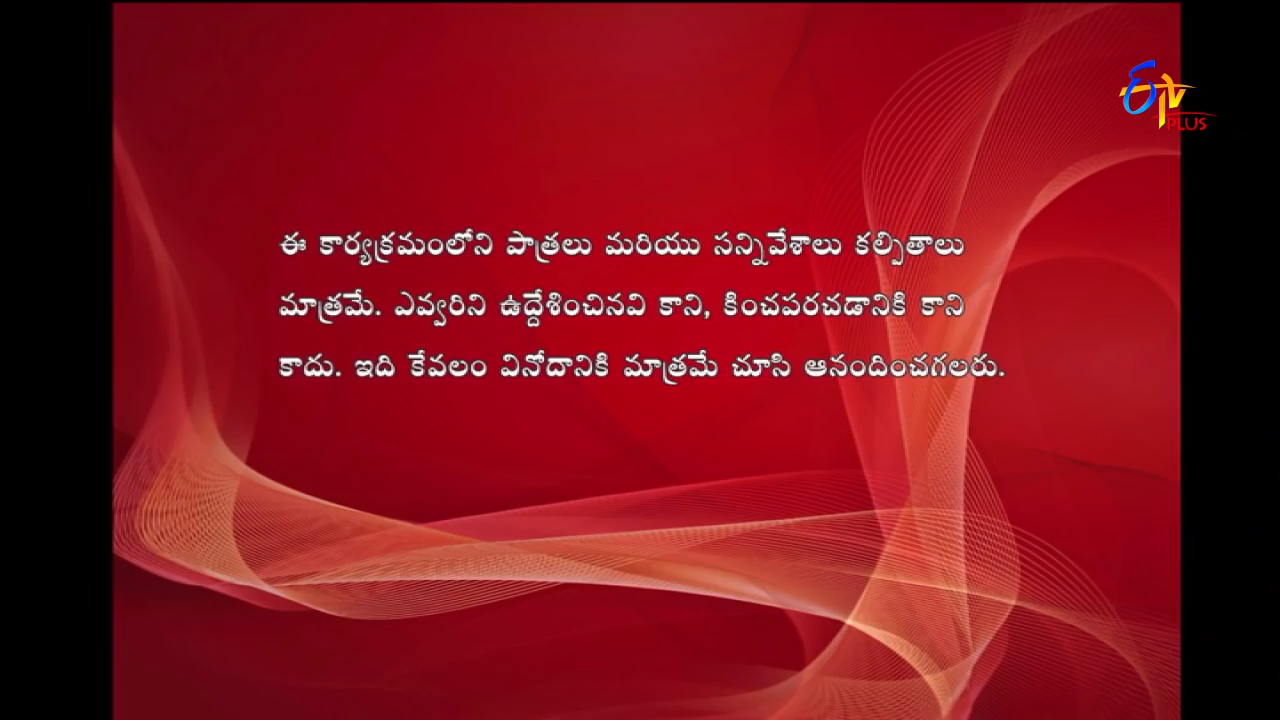 ETV
PLUS
ఈ కార్యక్రమంలోని పాత్రలు మరియు సన్నివేశాలు కల్పితాలు
మాత్రమే. ఎవ్వరిని ఉద్దేశించినవి కాని, కించపరచడానికి కాని
కాదు. ఇది కేవలం వినోదానికి మాత్రమే చూసి ఆనందించగలరు.